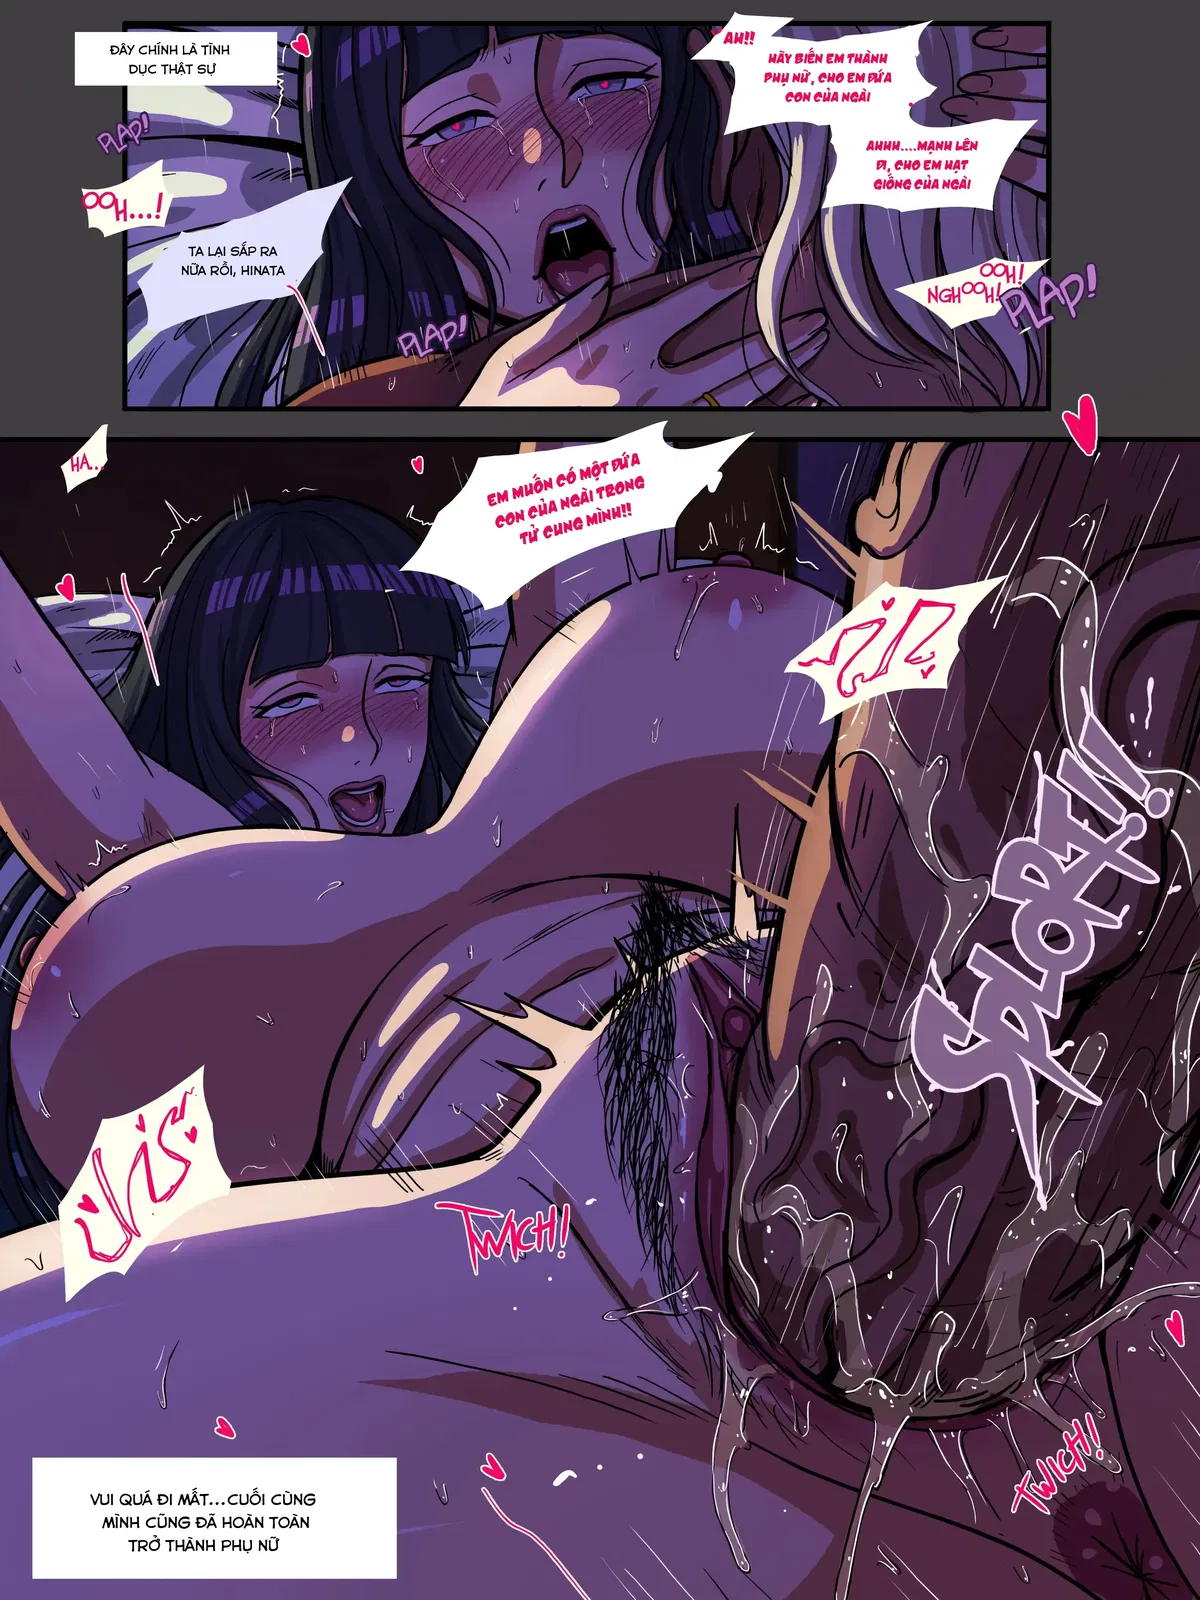 ĐÂY CHÍNH LÀ TÌNH
DỤC THẬT SỰ
AH!!
HÃY BIẾN EM THÀNH
PHỤ NỮ, CHO EM ĐỨA
CON CỦA NGÀI
PLAP!
AHHH....MẠNH LÊN
ĐI, CHO EM HẠT
GIỐNG CỦA NGÀI
OOH...!
TA LẠI SẮP RA
NỮA RỒI, HINATA
OOH!
NGHOOH!
PLAP!
PLAP!
HA...
EM MUỐN CÓ MỘT ĐỨA
CON CỦA NGÀI TRONG
TỬ CUNG MÌNH!!
SPLORT!!!
TWICH!
TWICH!
VUI QUÁ ĐI MẤT...CUỐI CÙNG
MÌNH CŨNG ĐÃ HOÀN TOÀN
TRỞ THÀNH PHỤ NỮ